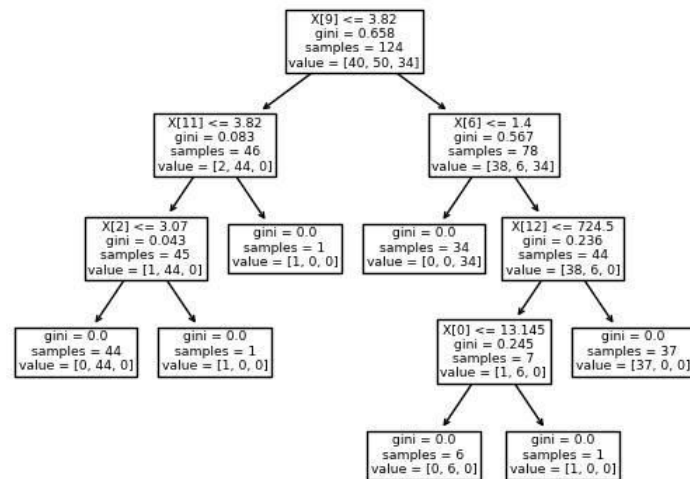 X[9] <= 3.82
gini = 0.658
samples = 124
value = [40, 50, 34]
X[11] <= 3.82
gini = 0.083
samples = 46
value = [2, 44, 0]
X[6] <= 1.4
gini = 0.567
samples = 78
value = [38, 6, 34]
X[2] <= 3.07
gini = 0.043
samples = 45
value = [1, 44, 0]
gini = 0.0
samples = 1
value = [1, 0, 0]
gini = 0.0
samples = 34
value = [0, 0, 34]
X[12] <= 724.5
gini = 0.236
samples = 44
value = [38, 6, 0]
gini = 0.0
samples = 44
value = [0, 44, 0]
gini = 0.0
samples = 1
value = [1, 0, 0]
X[0] <= 13.145
gini = 0.245
samples = 7
value = [1, 6, 0]
gini = 0.0
samples = 37
value = [37, 0, 0]
gini = 0.0
samples = 6
value = [0, 6, 0]
gini = 0.0
samples = 1
value = [1, 0, 0]